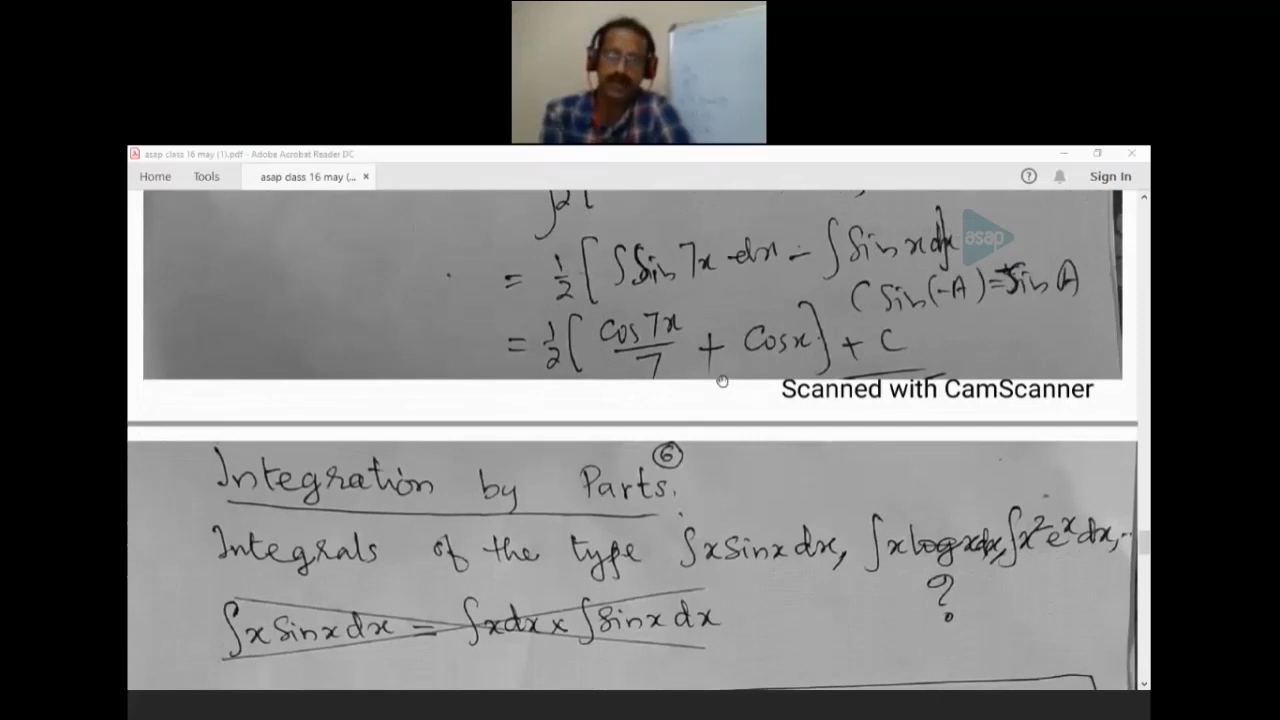 asap class 16 may (1).pdf - Adobe Acrobat Reader DC
Home Tools asap class 16 may (... × Sign In
= 1/2 [ ∫ Sin 7x dx - ∫ Sin x dx
asap
( Sin(-A) = -Sin A)
= 1/2 [ Cos 7x / 7 + Cos x ] + C
Scanned with CamScanner
Integration by Parts. ⑥
Integrals of the type ∫ x sin x dx, ∫ x log x dx, ∫ x² e^x dx, ..
?
∫ x Sin x dx = ∫ x dx × ∫ Sin x dx